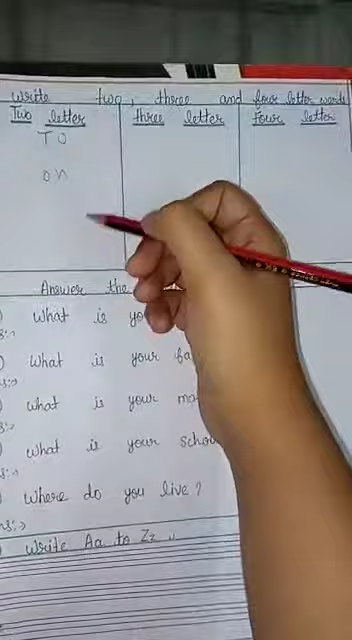 Write two, three and four letter words
Two letter three letter Four letter
TO
on
Answer the
What is
What is your fa
What is your mo
What is your schoo
Where do you live?
Write Aa to Zz